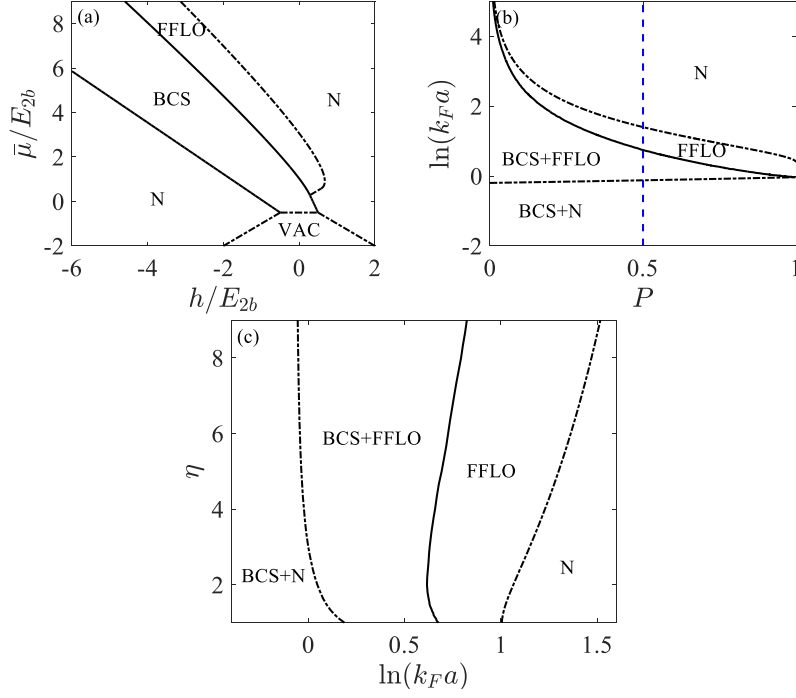 (a)
FFLO
BCS
N
N
VAC
8
6
4
2
0
-2
-6
-4
-2
0
2
μ̄/E₂b
h/E₂b
(b)
N
FFLO
BCS+FFLO
BCS+N
4
2
0
-2
0
0.5
1
ln(k_F a)
P
(c)
BCS+FFLO
FFLO
BCS+N
N
8
6
4
2
0
0.5
1
1.5
η
ln(k_F a)